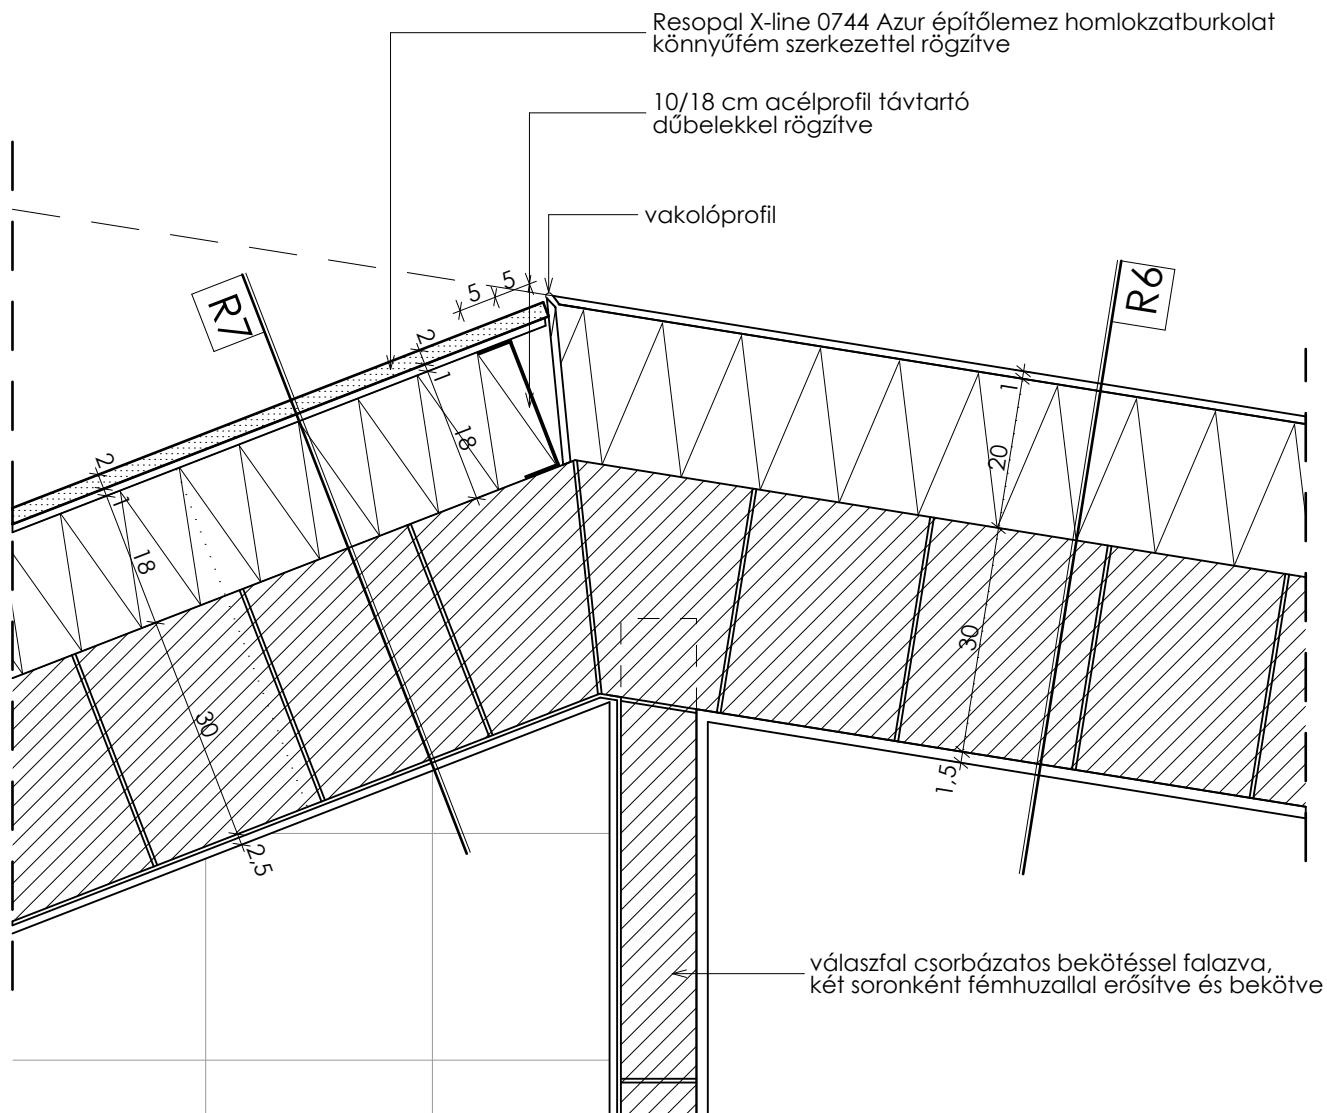 Resopal X-line 0744 Azur építőlemez homlokzatburkolat
könnyűfém szerkezettel rögzítve
10/18 cm acélprofil távtartó
dűbelekkel rögzítve
vakolóprofil
5
5
R7
R6
2
1
18
1
20
2
1
18
30
30
1,5
2,5
válaszfal csorbázatos bekötéssel falazva,
két soronként fémhuzallal erősítve és bekötve